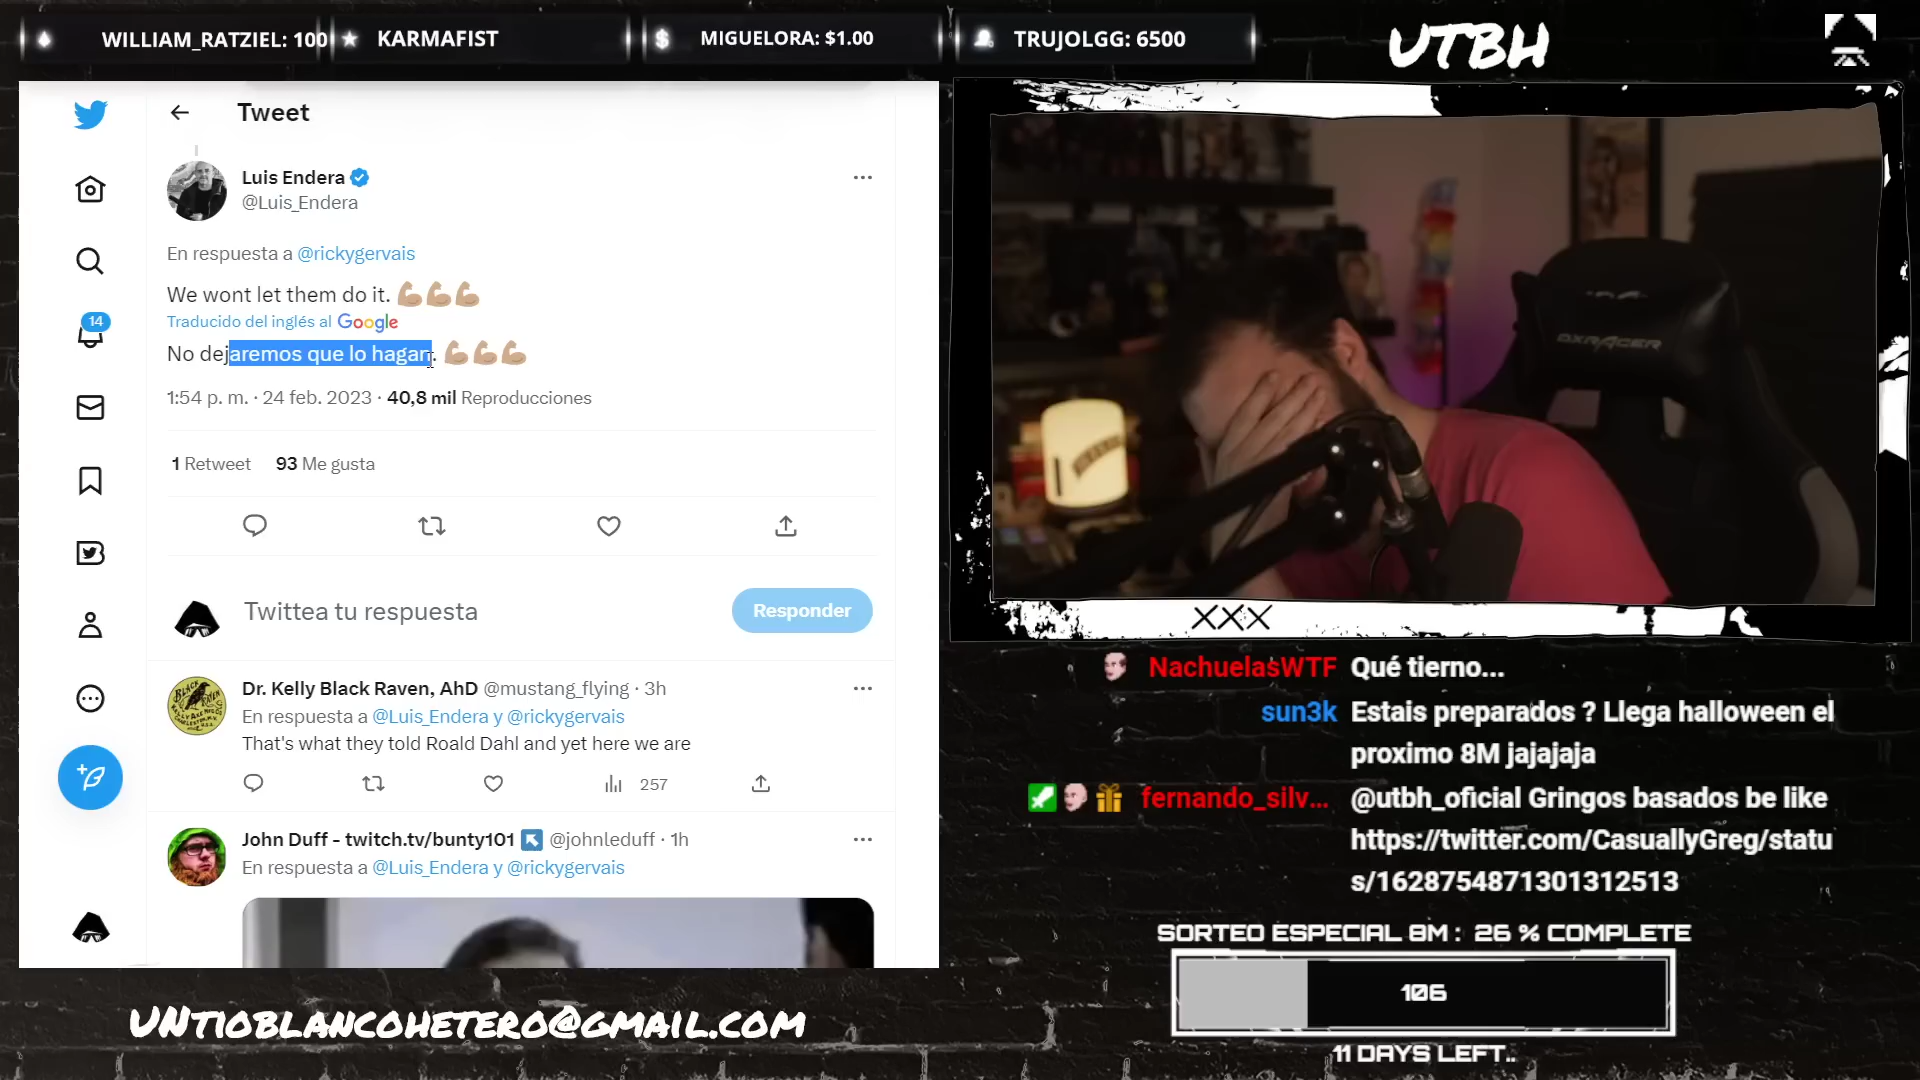 WILLIAM_RATZIEL: 100
KARMAFIST
MIGUELORA: $1.00
TRUJOLGG: 6500
UTBH
Tweet
Luis Endera
@Luis_Endera
En respuesta a @rickygervais
We wont let them do it. 💪🏼💪🏼💪🏼
Traducido del inglés al Google
No dejaremos que lo hagan. 💪🏼💪🏼💪🏼
1:54 p. m. · 24 feb. 2023 · 40,8 mil Reproducciones
1 Retweet 93 Me gusta
14
Twittea tu respuesta
Responder
Dr. Kelly Black Raven, AhD @mustang_flying · 3h
En respuesta a @Luis_Endera y @rickygervais
That's what they told Roald Dahl and yet here we are
257
John Duff - twitch.tv/bunty101 @johnleduff · 1h
En respuesta a @Luis_Endera y @rickygervais
DXRACER
XXX
NachuelasWTF Qué tierno...
sun3k Estais preparados ? Llega halloween el
proximo 8M jajajaja
fernando_silv... @utbh_oficial Gringos basados be like
https://twitter.com/CasuallyGreg/statu
s/1628754871301312513
SORTEO ESPECIAL 8M : 26 % COMPLETE
106
11 DAYS LEFT..
UNTIOBLANCOHETERO@GMAIL.COM